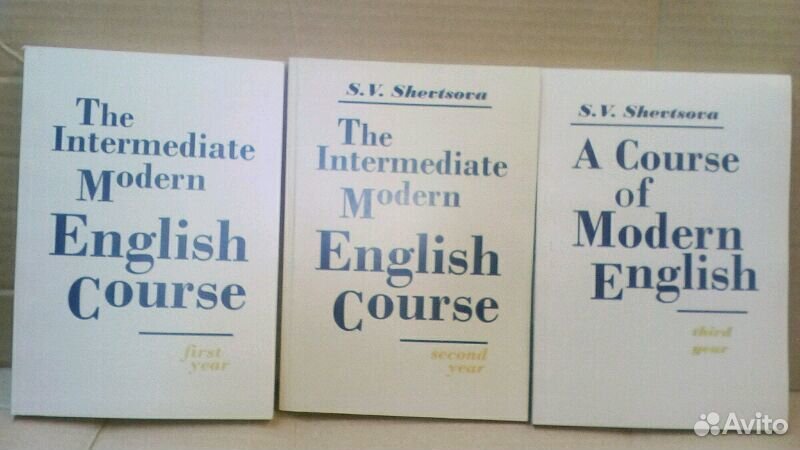 The
Intermediate
Modern
English
Course
first
year
S.V. Shevtsova
The
Intermediate
Modern
English
Course
second
year
S.V. Shevtsova
A Course
of
Modern
English
third
year
Avito